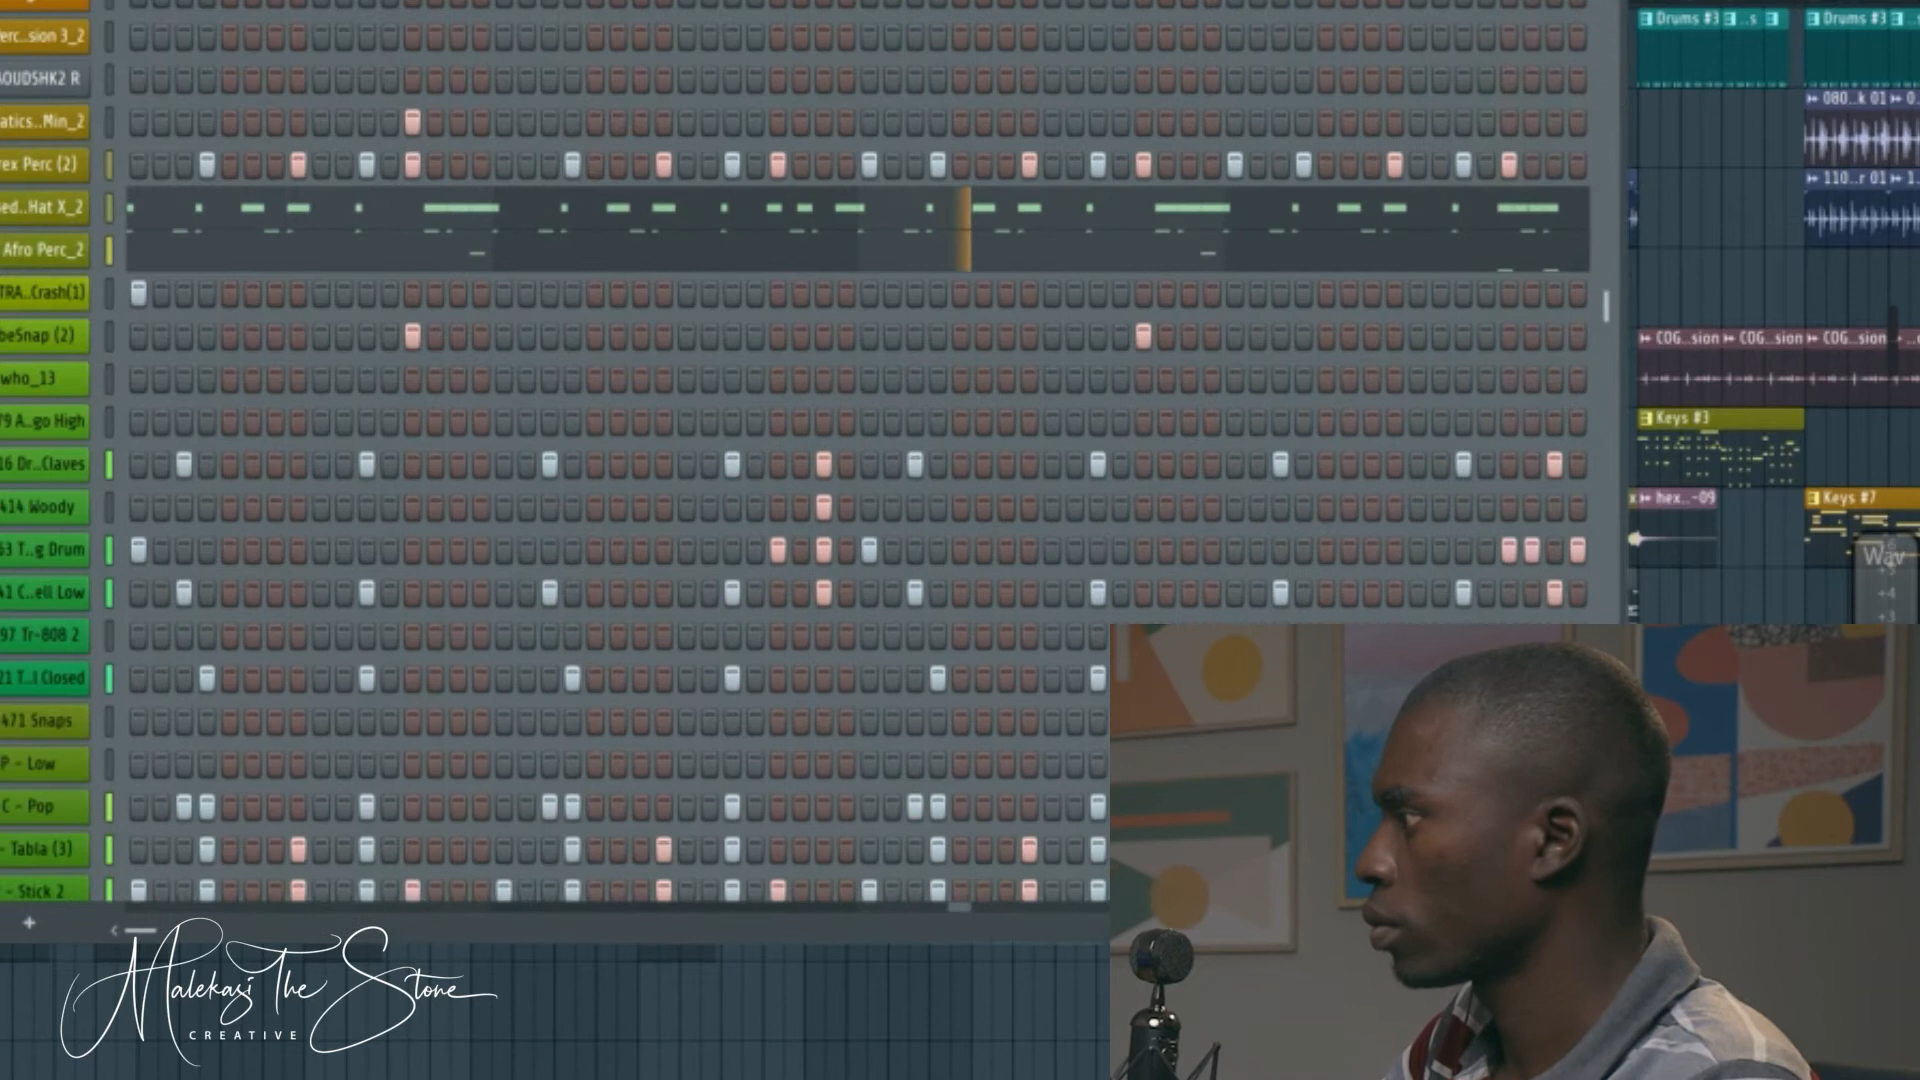 erc..sion 3_2
OUDSHK2 R
atics..Min_2
rex Perc (2)
sed..Hat X_2
Afro Perc_2
TRA..Crash(1)
beSnap (2)
who_13
79 A..go High
16 Dr..Claves
414 Woody
63 T..g Drum
41 C..ell Low
97 Tr-808 2
21 T..l Closed
471 Snaps
P - Low
C - Pop
- Tabla (3)
- Stick 2
Drums #3 ..s
Drums #3
080..k 01
110..r 01
COG..sion COG..sion COG..sion
Keys #3
hex..-09
Keys #7
Wav
+4
+3
Malekasi The Stone
CREATIVE